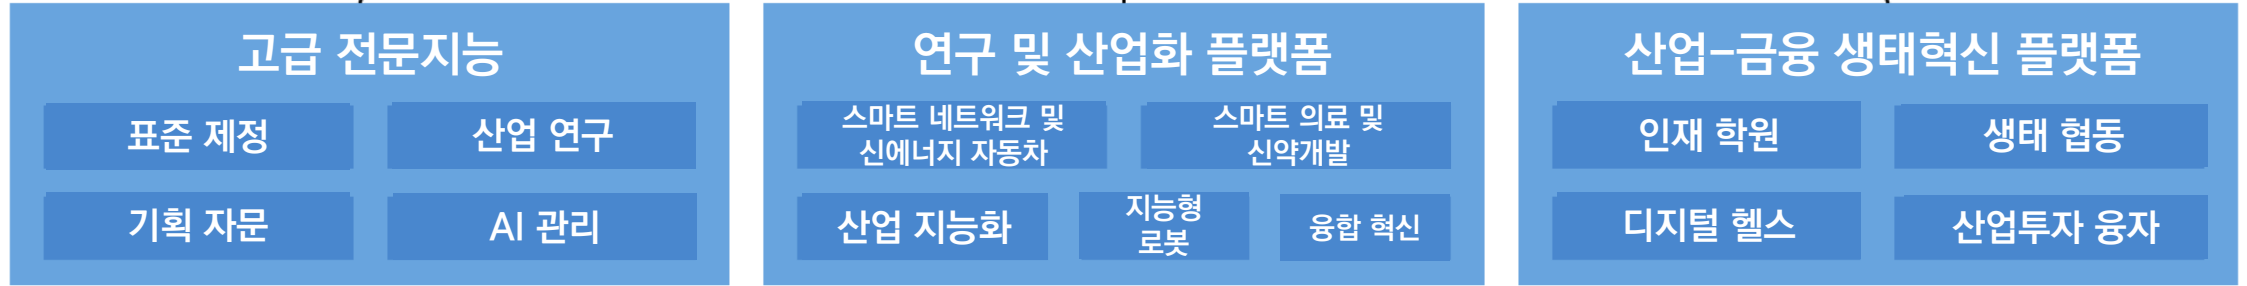 고급 전문지능
표준 제정
산업 연구
기획 자문
AI 관리
연구 및 산업화 플랫폼
스마트 네트워크 및
신에너지 자동차
스마트 의료 및
신약개발
산업 지능화
지능형
로봇
융합 혁신
산업-금융 생태혁신 플랫폼
인재 학원
생태 협동
디지털 헬스
산업투자 융자